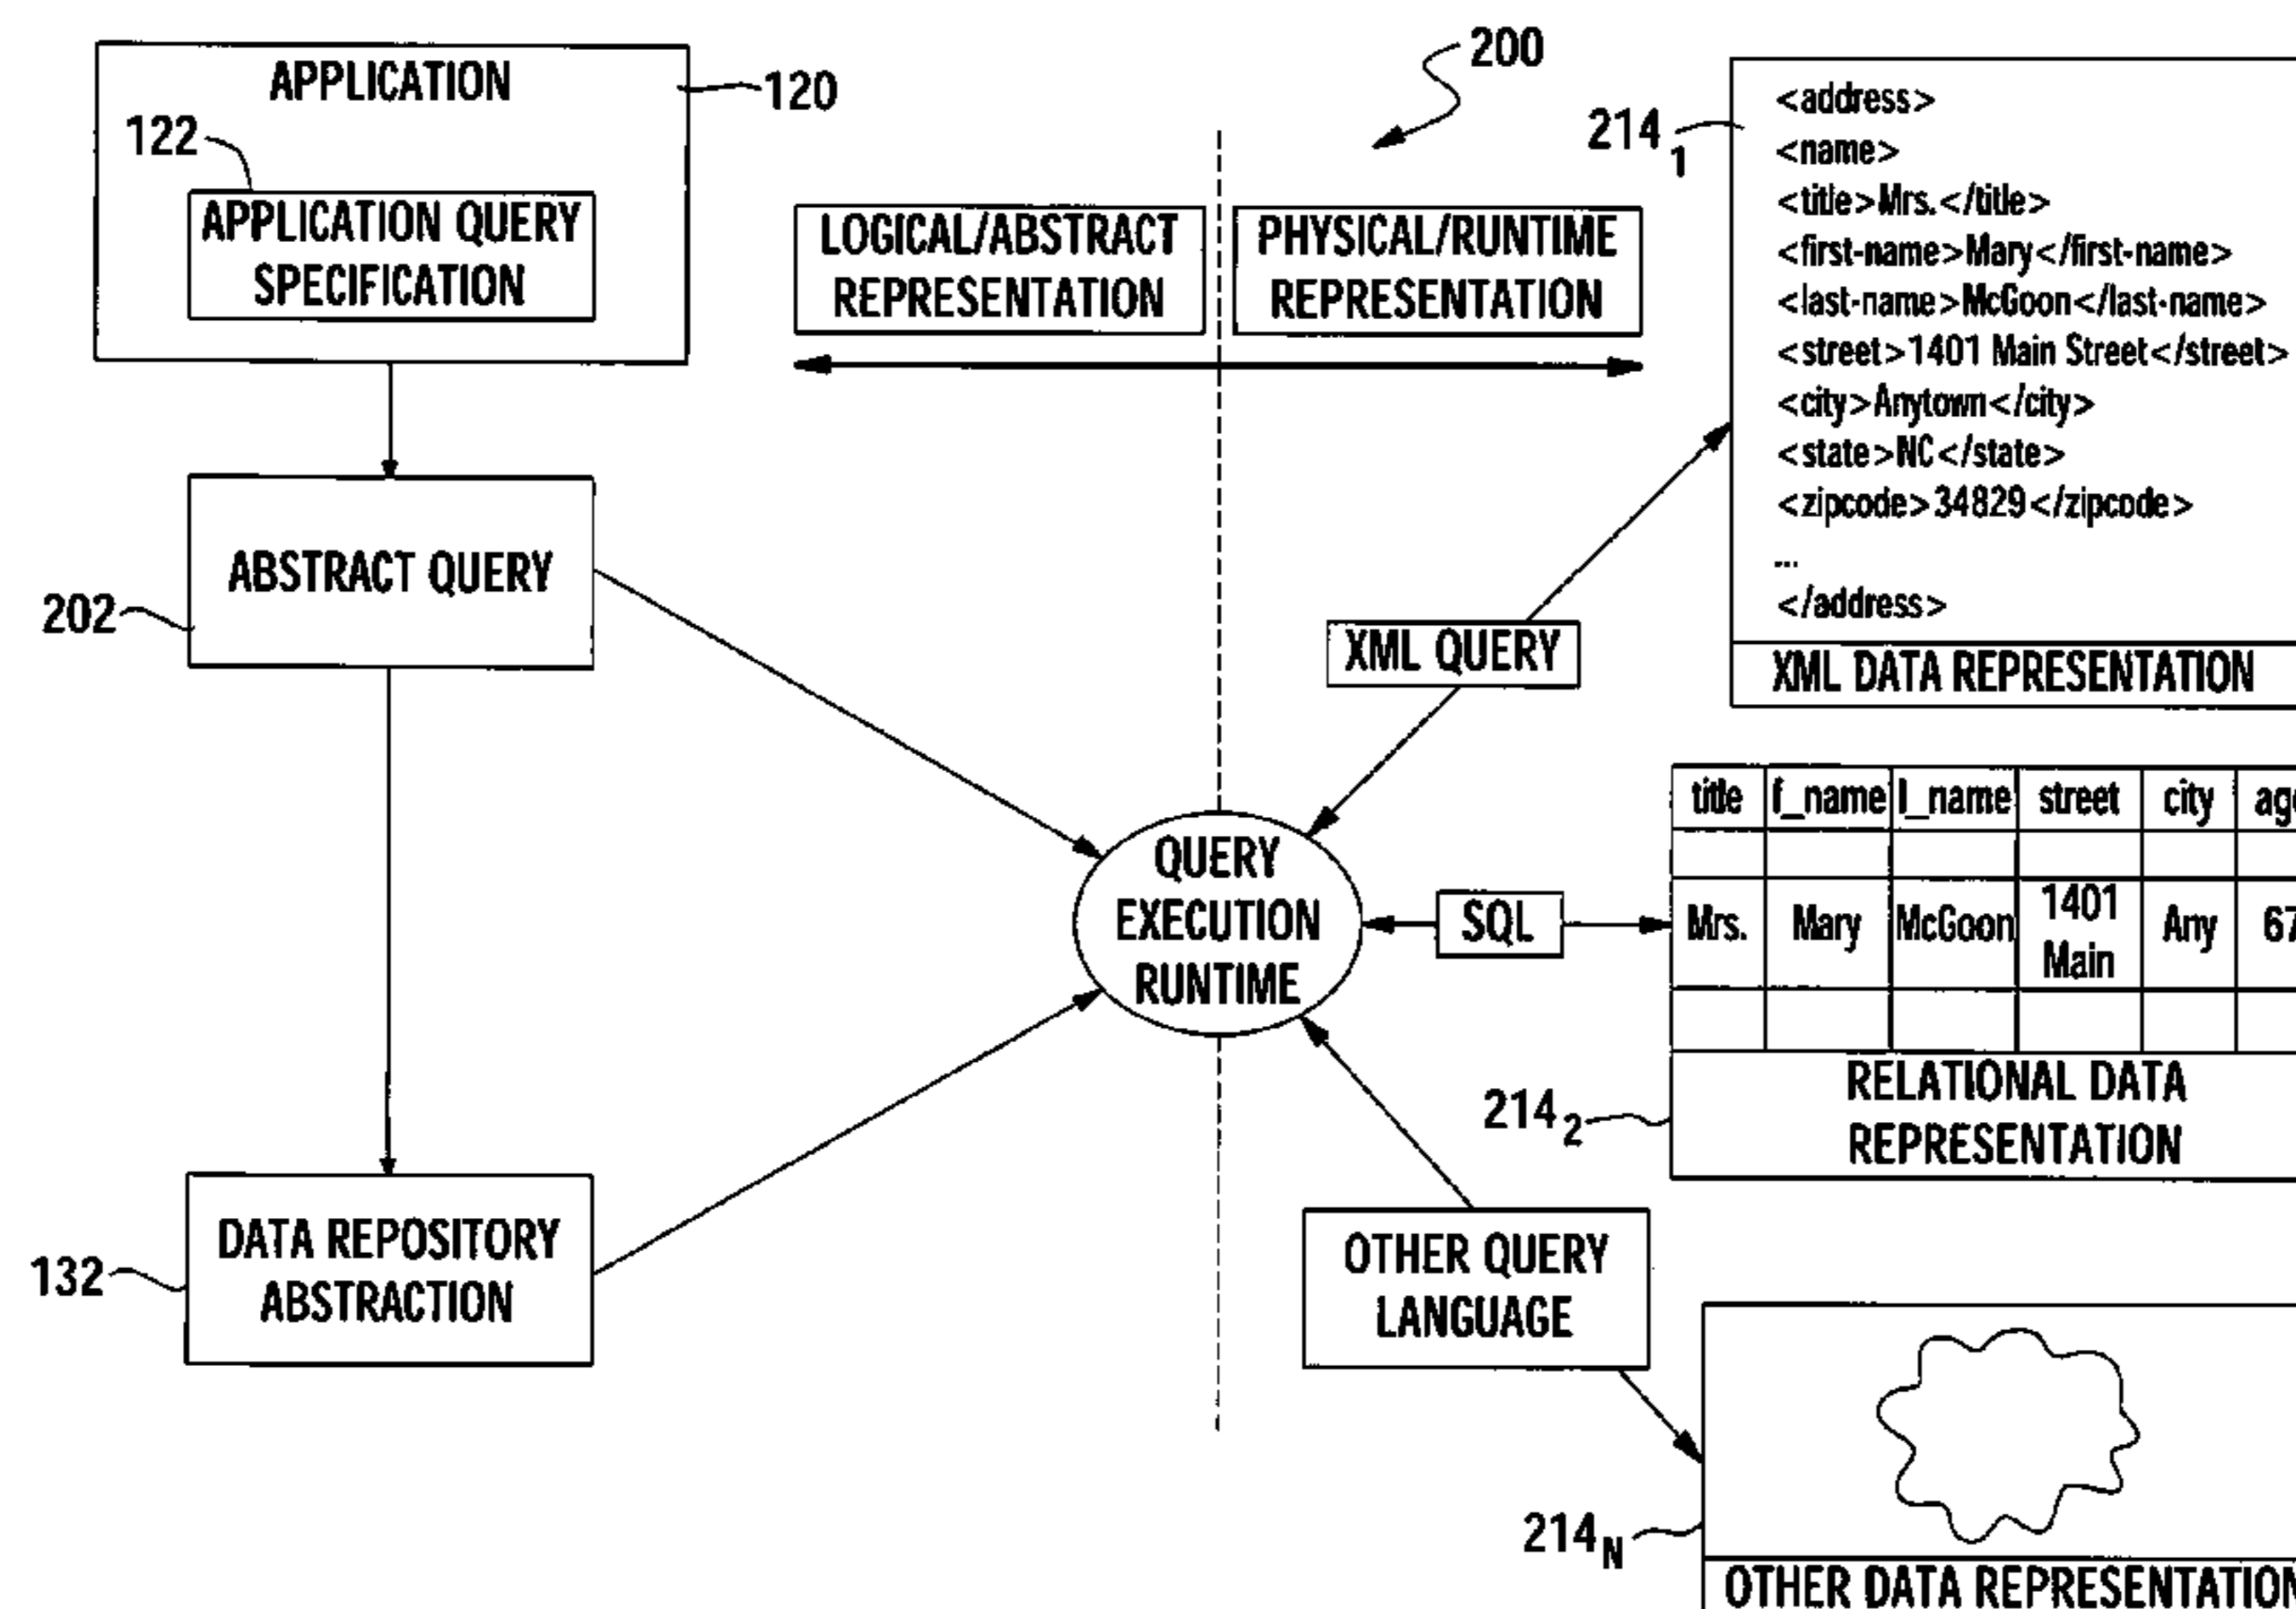 APPLICATION
120
122
APPLICATION QUERY
SPECIFICATION
200
LOGICAL/ABSTRACT
REPRESENTATION
PHYSICAL/RUNTIME
REPRESENTATION
214 1
<address>
<name>
<title>Mrs.</title>
<first-name>Mary</first-name>
<last-name>McGoon</last-name>
<street>1401 Main Street</street>
<city>Anytown</city>
<state>NC</state>
<zipcode>34829</zipcode>
...
</address>
XML DATA REPRESENTATION
ABSTRACT QUERY
202
XML QUERY
QUERY
EXECUTION
RUNTIME
SQL
title f_name l_name street city
Mrs. Mary McGoon 1401 Main Any
RELATIONAL DATA
REPRESENTATION
214 2
DATA REPOSITORY
ABSTRACTION
132
OTHER QUERY
LANGUAGE
214 N
OTHER DATA REPRESENTATION